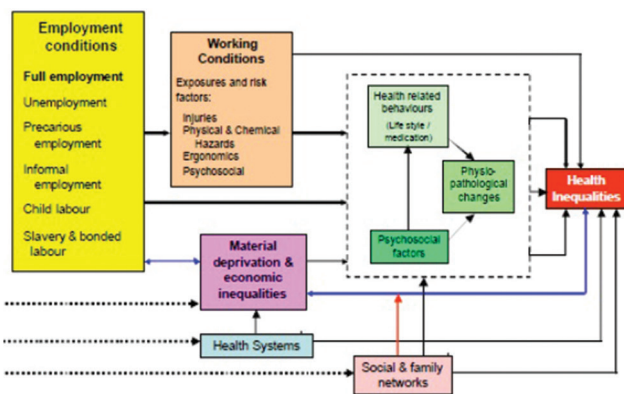 Employment
conditions
Full employment
Unemployment
Precarious
employment
Informal
employment
Child labour
Slavery & bonded
labour
Working
Conditions
Exposures and risk
factors:
Injuries
Physical & Chemical
Hazards
Ergonomics
Psychosocial
Health related
behaviours
(Life style /
medication)
Physio-
pathological
changes
Psychosocial
factors
Health
Inequalities
Material
deprivation &
economic
inequalities
Health Systems
Social & family
networks